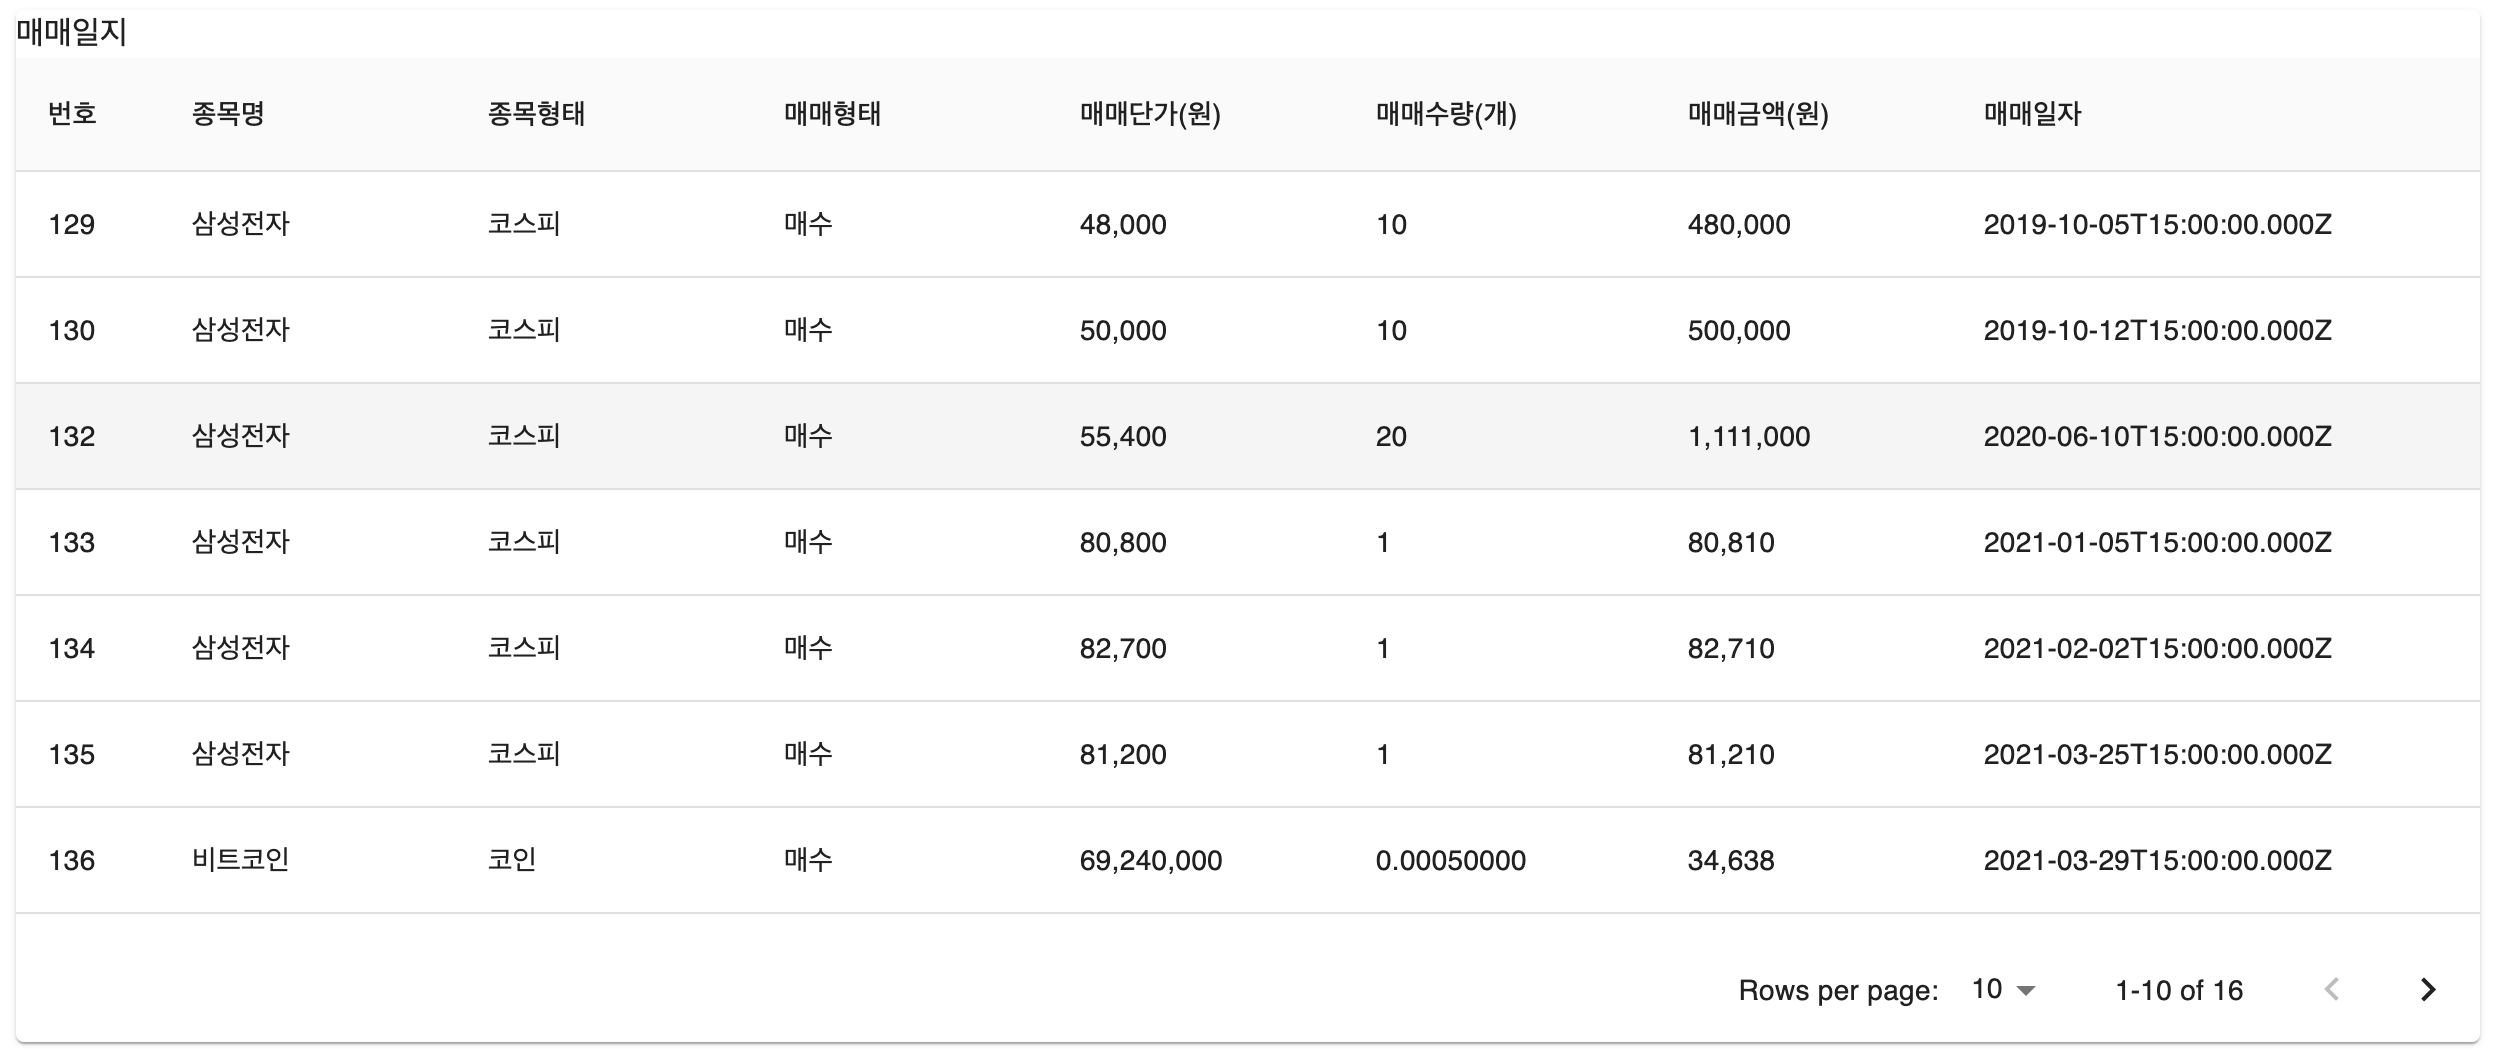 매매일지
번호 종목명 종목형태 매매형태 매매단가(원) 매매수량(개) 매매금액(원) 매매일자
129 삼성전자 코스피 매수 48,000 10 480,000 2019-10-05T15:00:00.000Z
130 삼성전자 코스피 매수 50,000 10 500,000 2019-10-12T15:00:00.000Z
132 삼성전자 코스피 매수 55,400 20 1,111,000 2020-06-10T15:00:00.000Z
133 삼성전자 코스피 매수 80,800 1 80,810 2021-01-05T15:00:00.000Z
134 삼성전자 코스피 매수 82,700 1 82,710 2021-02-02T15:00:00.000Z
135 삼성전자 코스피 매수 81,200 1 81,210 2021-03-25T15:00:00.000Z
136 비트코인 코인 매수 69,240,000 0.00050000 34,638 2021-03-29T15:00:00.000Z
Rows per page: 10 1-10 of 16